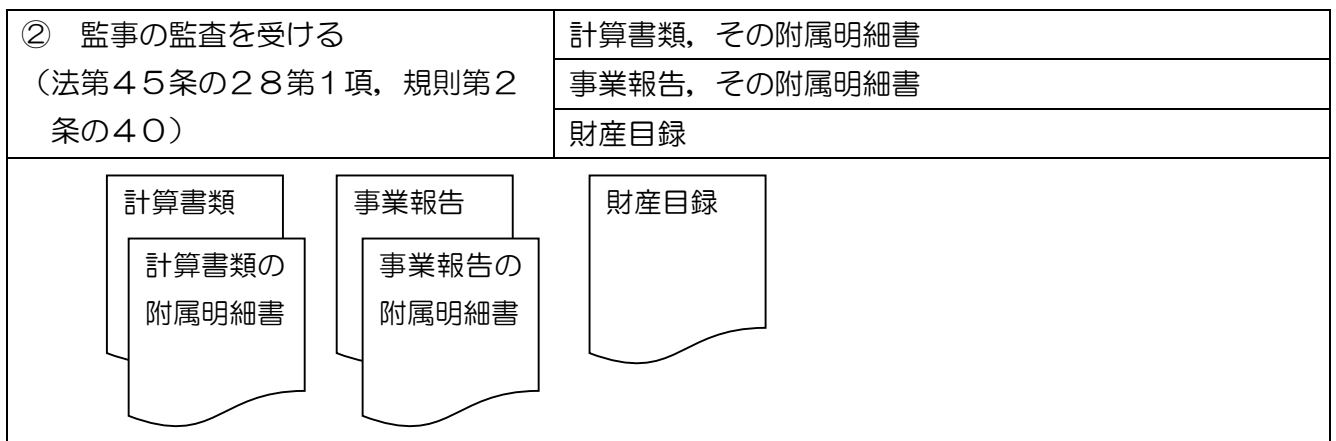 ② 監事の監査を受ける
(法第45条の28第1項,規則第2
条の40)
計算書類,その附属明細書
事業報告,その附属明細書
財産目録
計算書類
計算書類の
附属明細書
事業報告
事業報告の
附属明細書
財産目録